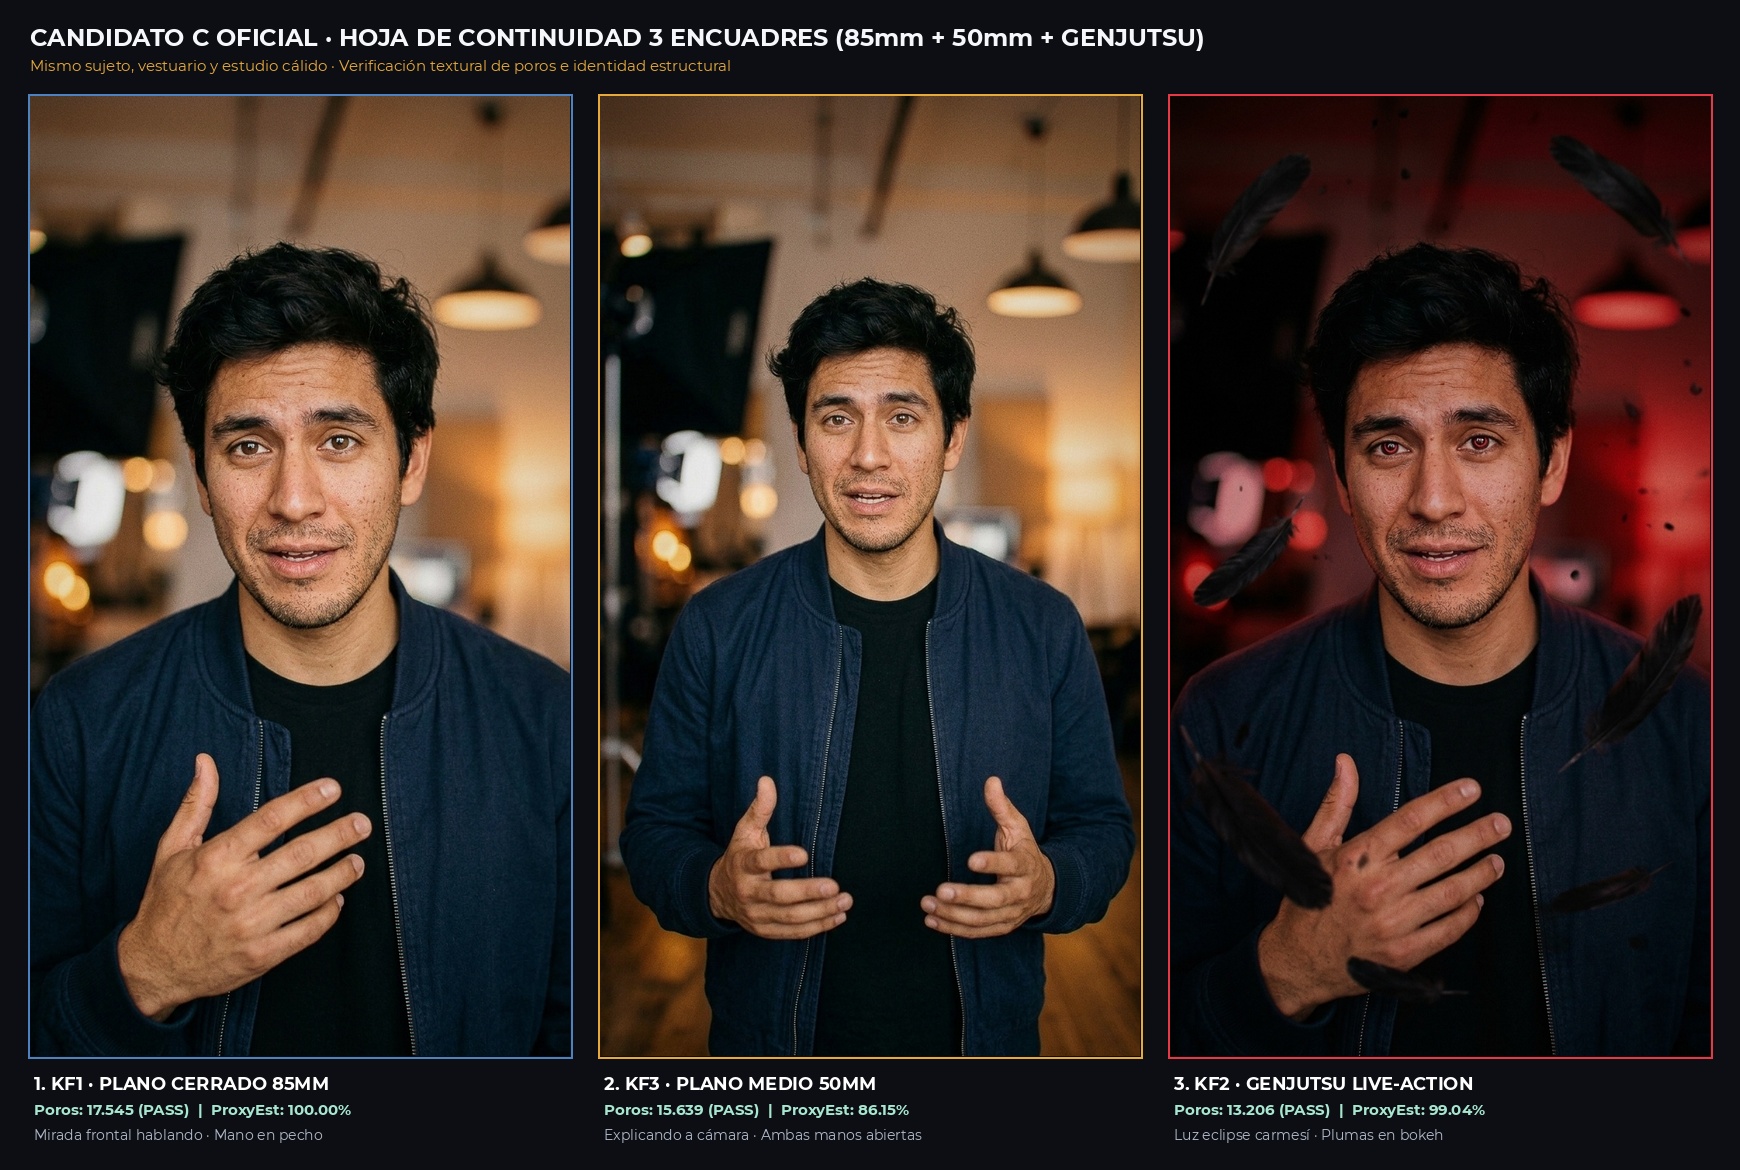 CANDIDATO C OFICIAL · HOJA DE CONTINUIDAD 3 ENCUADRES (85mm + 50mm + GENJUTSU)
Mismo sujeto, vestuario y estudio cálido · Verificación textural de poros e identidad estructural
1. KF1 · PLANO CERRADO 85MM
Poros: 17.545 (PASS) | ProxyEst: 100.00%
Mirada frontal hablando · Mano en pecho
2. KF3 · PLANO MEDIO 50MM
Poros: 15.639 (PASS) | ProxyEst: 86.15%
Explicando a cámara · Ambas manos abiertas
3. KF2 · GENJUTSU LIVE-ACTION
Poros: 13.206 (PASS) | ProxyEst: 99.04%
Luz eclipse carmesí · Plumas en bokeh